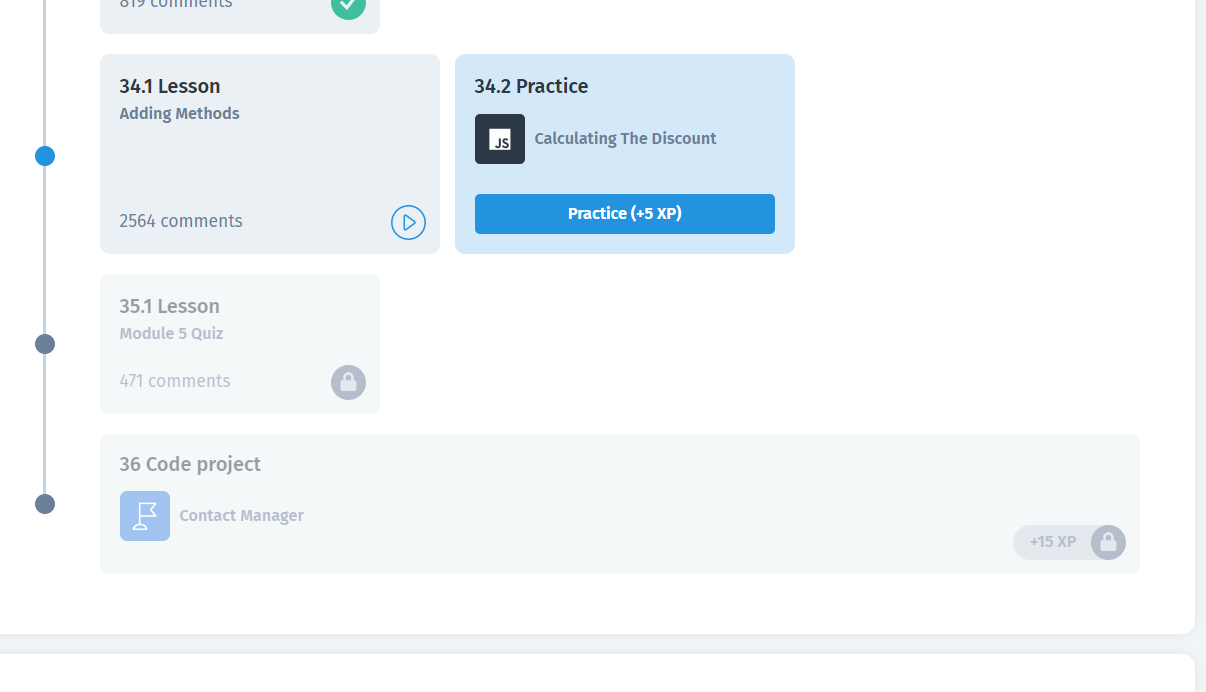 819 comments
34.1 Lesson
Adding Methods
2564 comments
34.2 Practice
JS
Calculating The Discount
Practice (+5 XP)
35.1 Lesson
Module 5 Quiz
471 comments
36 Code project
Contact Manager
+15 XP